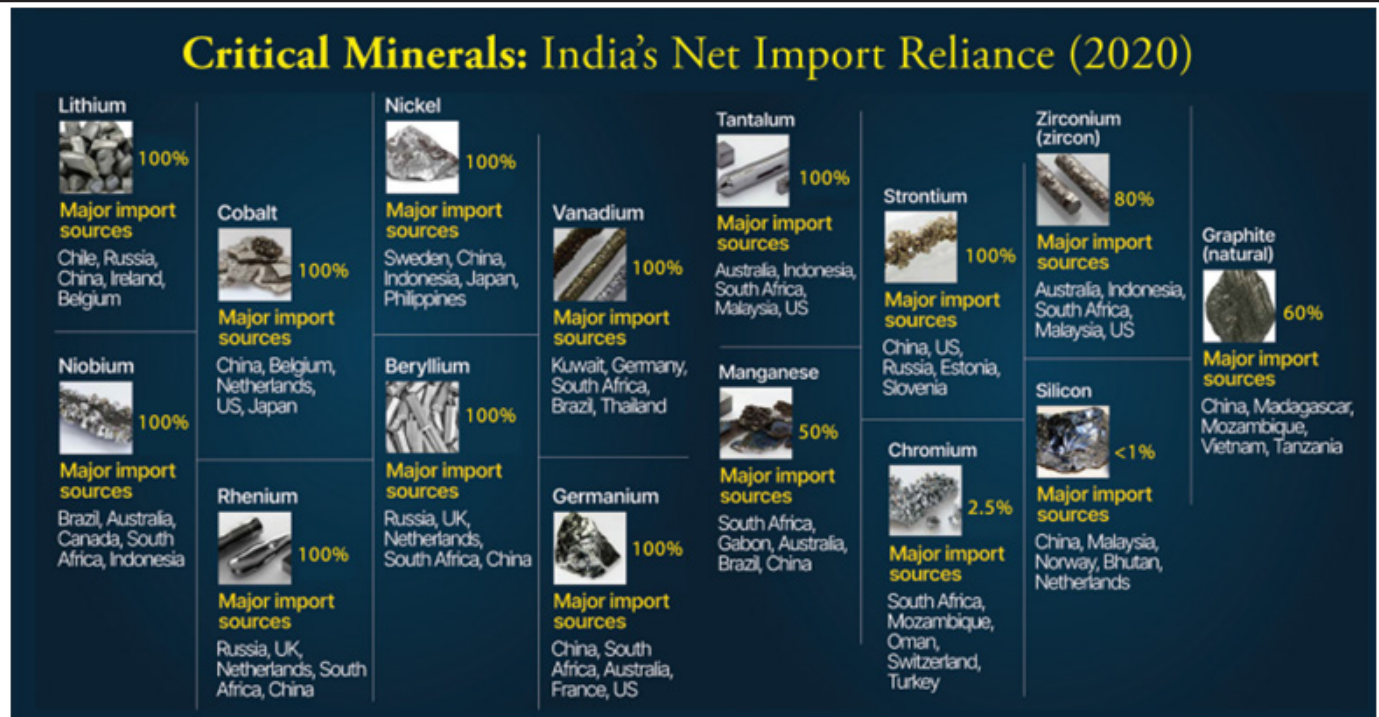 Critical Minerals: India's Net Import Reliance (2020)
Lithium
100%
Major import
sources
Chile, Russia,
China, Ireland,
Belgium
Niobium
100%
Major import
sources
Brazil, Australia,
Canada, South
Africa, Indonesia
Cobalt
100%
Major import
sources
China, Belgium,
Netherlands,
US, Japan
Rhenium
100%
Major import
sources
Russia, UK,
Netherlands, South
Africa, China
Nickel
100%
Major import
sources
Sweden, China,
Indonesia, Japan,
Philippines
Beryllium
100%
Major import
sources
Russia, UK,
Netherlands,
South Africa, China
Vanadium
100%
Major import
sources
Kuwait, Germany,
South Africa,
Brazil, Thailand
Germanium
100%
Major import
sources
China, South
Africa, Australia,
France, US
Tantalum
100%
Major import
sources
Australia, Indonesia,
South Africa,
Malaysia, US
Manganese
50%
Major import
sources
South Africa,
Gabon, Australia,
Brazil, China
Strontium
100%
Major import
sources
China, US,
Russia, Estonia,
Slovenia
Chromium
2.5%
Major import
sources
South Africa,
Mozambique,
Oman,
Switzerland,
Turkey
Zirconium
(zircon)
80%
Major import
sources
Australia, Indonesia,
South Africa,
Malaysia, US
Silicon
<1%
Major import
sources
China, Malaysia,
Norway, Bhutan,
Netherlands
Graphite
(natural)
60%
Major import
sources
China, Madagascar,
Mozambique,
Vietnam, Tanzania